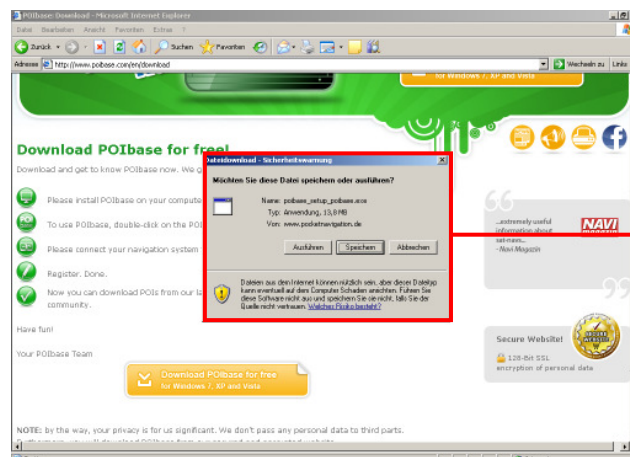 POIbase: Download - Microsoft Internet Explorer
Datei Bearbeiten Ansicht Favoriten Extras ?
Zurück Suchen Favoriten
Adresse http://www.poibase.com/en/download Wechseln zu Links
for Windows 7, XP and Vista
Download POIbase for free!
Download and get to know POIbase now. We g
Please install POIbase on your compute
To use POIbase, double-click on the POI
Please connect your navigation system
Register. Done.
Now you can download POIs from our la
community.
Have fun!
Your POIbase Team
Download POIbase for free
for Windows 7, XP and Vista
NOTE: by the way, your privacy is for us significant. We don't pass any personal data to third parts.
Dateidownload - Sicherheitswarnung
Möchten Sie diese Datei speichern oder ausführen?
Name: poibase_setup_poibase.exe
Typ: Anwendung, 13,8 MB
Von: www.pocketnavigation.de
Ausführen Speichern Abbrechen
Dateien aus dem Internet können nützlich sein, aber dieser Dateityp
kann eventuell auf dem Computer Schaden anrichten. Führen Sie
diese Software nicht aus und speichern Sie sie nicht, falls Sie der
Quelle nicht vertrauen. Welches Risiko besteht?
...extremely useful
information about
sat-navs...
- Navi Magazin
NAVI
Secure Website!
128-Bit SSL
encryption of personal data